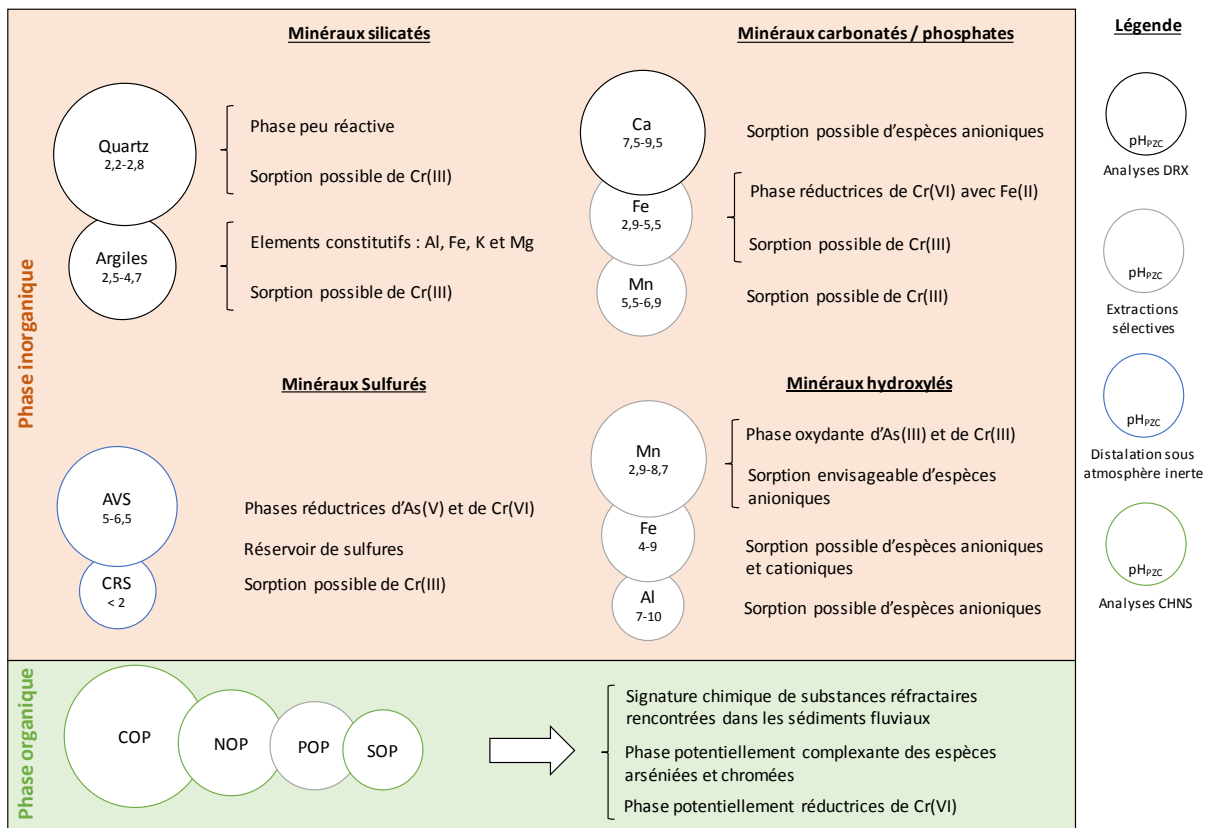 Phase inorganique
Minéraux silicatés
Quartz
2,2-2,8
Phase peu réactive
Sorption possible de Cr(III)
Argiles
2,5-4,7
Elements constitutifs : Al, Fe, K et Mg
Sorption possible de Cr(III)
Minéraux carbonatés / phosphates
Ca
7,5-9,5
Sorption possible d'espèces anioniques
Fe
2,9-5,5
Phase réductrices de Cr(VI) avec Fe(II)
Sorption possible de Cr(III)
Mn
5,5-6,9
Sorption possible de Cr(III)
Minéraux Sulfurés
AVS
5-6,5
CRS
< 2
Phases réductrices d'As(V) et de Cr(VI)
Réservoir de sulfures
Sorption possible de Cr(III)
Minéraux hydroxylés
Mn
2,9-8,7
Phase oxydante d'As(III) et de Cr(III)
Sorption envisageable d'espèces
anioniques
Fe
4-9
Sorption possible d'espèces anioniques
et cationiques
Al
7-10
Sorption possible d'espèces anioniques
Phase organique
COP
NOP
POP
SOP
Signature chimique de substances réfractaires
rencontrées dans les sédiments fluviaux
Phase potentiellement complexante des espèces
arséniées et chromées
Phase potentiellement réductrices de Cr(VI)
Légende
pHPZC
Analyses DRX
pHPZC
Extractions
sélectives
pHPZC
Distalation sous
atmosphère inerte
pHPZC
Analyses CHNS